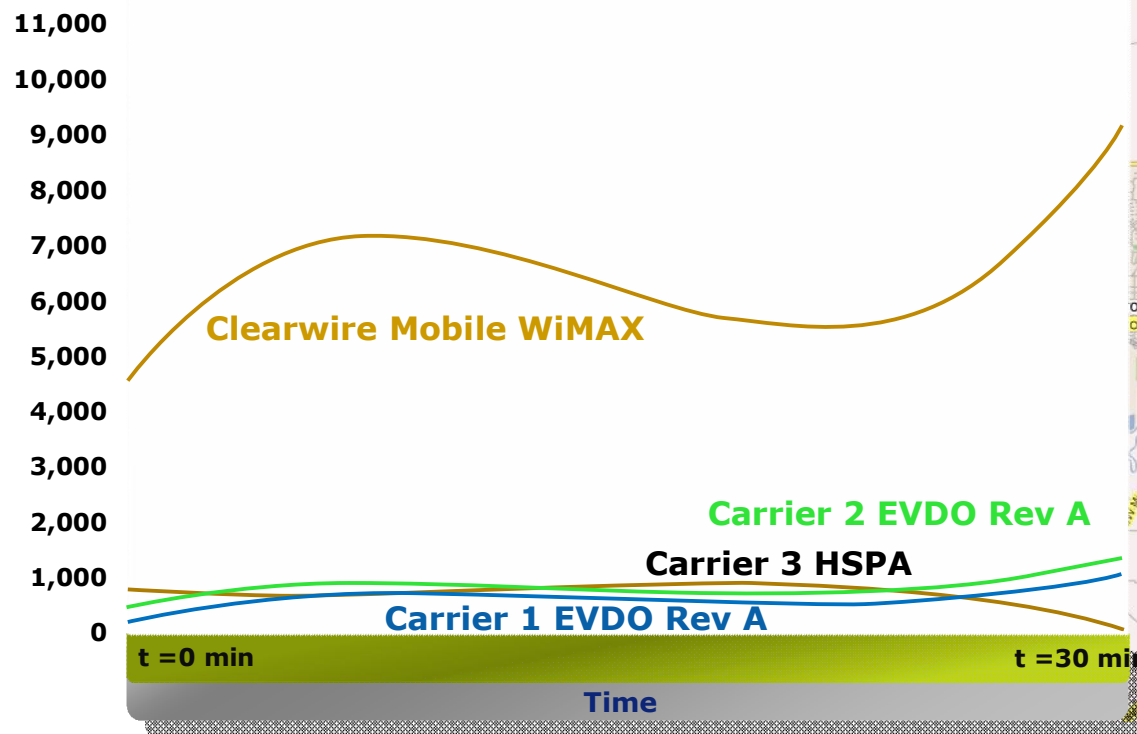 11,000
10,000
9,000
8,000
7,000
6,000
5,000
4,000
3,000
2,000
1,000
0
Clearwire Mobile WiMAX
Carrier 2 EVDO Rev A
Carrier 3 HSPA
Carrier 1 EVDO Rev A
t =0 min
t =30 min
Time